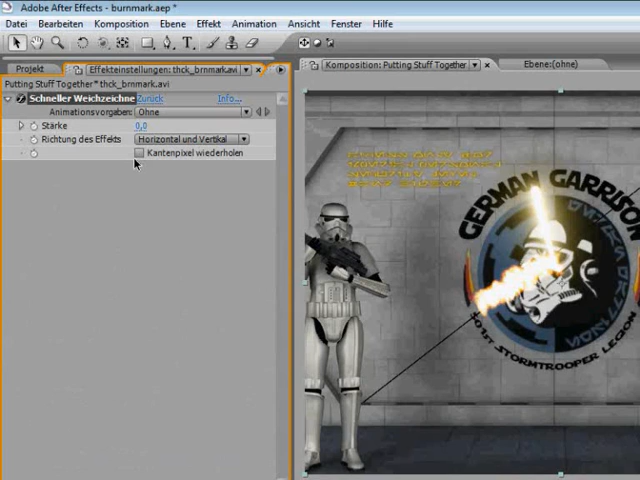 Adobe After Effects - burnmark.aep *
Datei Bearbeiten Komposition Ebene Effekt Animation Ansicht Fenster Hilfe
Projekt Effekteinstellungen: thck_brnmark.avi
Komposition: Putting Stuff Together Ebene:(ohne)
Putting Stuff Together * thck_brnmark.avi
Schneller Weichzeichne Zurück Info...
Animationsvorgaben: Ohne
Stärke 0,0
Richtung des Effekts Horizontal und Vertikal
Kantenpixel wiederholen
GERMAN GARRISON
501ST STORMTROOPER LEGION